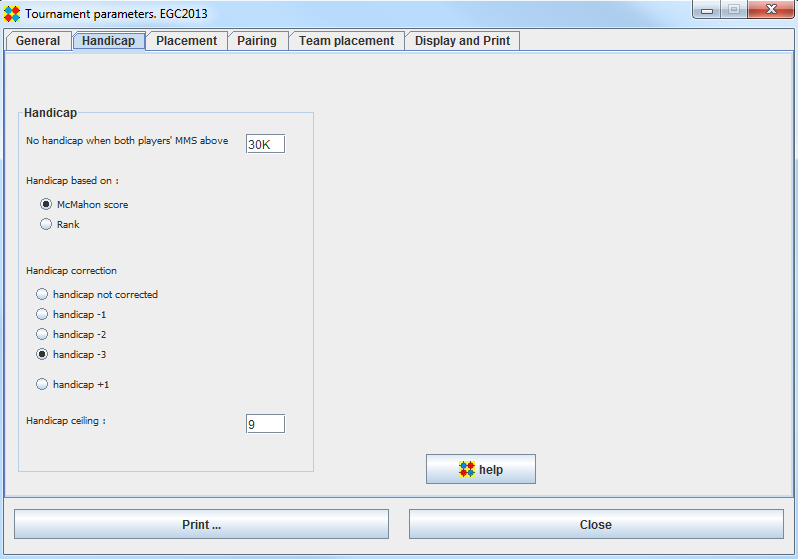 Tournament parameters. EGC2013
General Handicap Placement Pairing Team placement Display and Print
Handicap
No handicap when both players' MMS above 30K
Handicap based on :
McMahon score
Rank
Handicap correction
handicap not corrected
handicap -1
handicap -2
handicap -3
handicap +1
Handicap ceiling : 9
help
Print ... Close